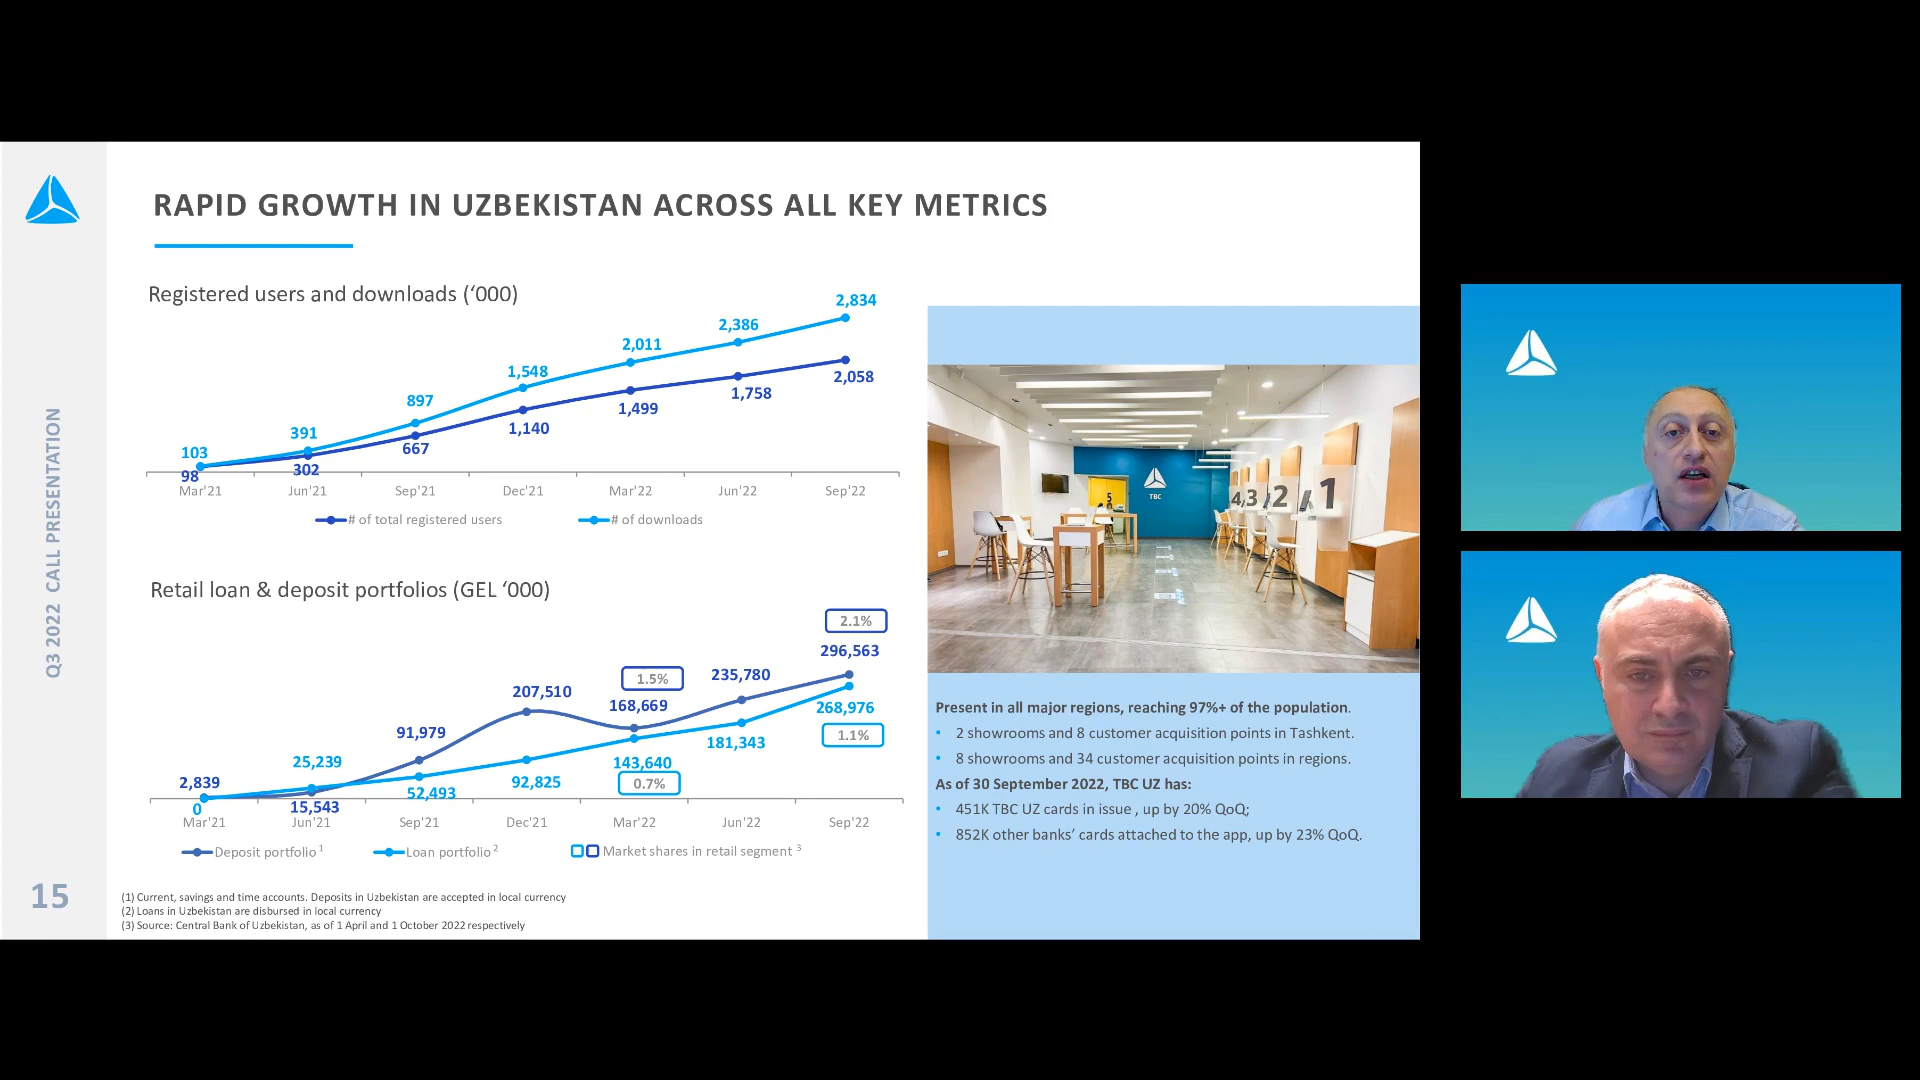 RAPID GROWTH IN UZBEKISTAN ACROSS ALL KEY METRICS
Q3 2022 CALL PRESENTATION
15
Registered users and downloads (‘000)
103
391
897
1,548
2,011
2,386
2,834
98
302
667
1,140
1,499
1,758
2,058
Mar'21
Jun'21
Sep'21
Dec'21
Mar'22
Jun'22
Sep'22
# of total registered users
# of downloads
Retail loan & deposit portfolios (GEL ‘000)
2.1%
296,563
1.5%
235,780
207,510
168,669
91,979
25,239
2,839
268,976
1.1%
181,343
143,640
0.7%
92,825
52,493
15,543
0
Mar'21
Jun'21
Sep'21
Dec'21
Mar'22
Jun'22
Sep'22
Deposit portfolio 1
Loan portfolio 2
Market shares in retail segment 3
(1) Current, savings and time accounts. Deposits in Uzbekistan are accepted in local currency
(2) Loans in Uzbekistan are disbursed in local currency
(3) Source: Central Bank of Uzbekistan, as of 1 April and 1 October 2022 respectively
TBC
5
4
3
2
1
Present in all major regions, reaching 97%+ of the population.
• 2 showrooms and 8 customer acquisition points in Tashkent.
• 8 showrooms and 34 customer acquisition points in regions.
As of 30 September 2022, TBC UZ has:
• 451K TBC UZ cards in issue , up by 20% QoQ;
• 852K other banks’ cards attached to the app, up by 23% QoQ.